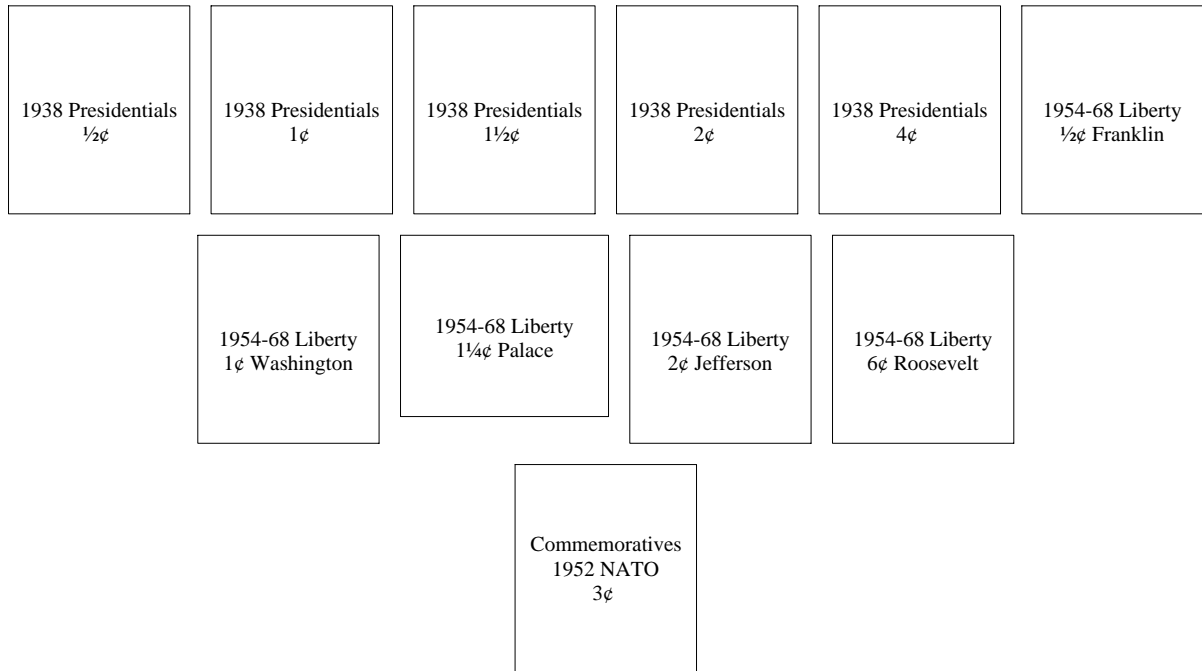 1938 Presidentials
½¢
1938 Presidentials
1¢
1938 Presidentials
1½¢
1938 Presidentials
2¢
1938 Presidentials
4¢
1954-68 Liberty
½¢ Franklin
1954-68 Liberty
1¢ Washington
1954-68 Liberty
1¼¢ Palace
1954-68 Liberty
2¢ Jefferson
1954-68 Liberty
6¢ Roosevelt
Commemoratives
1952 NATO
3¢